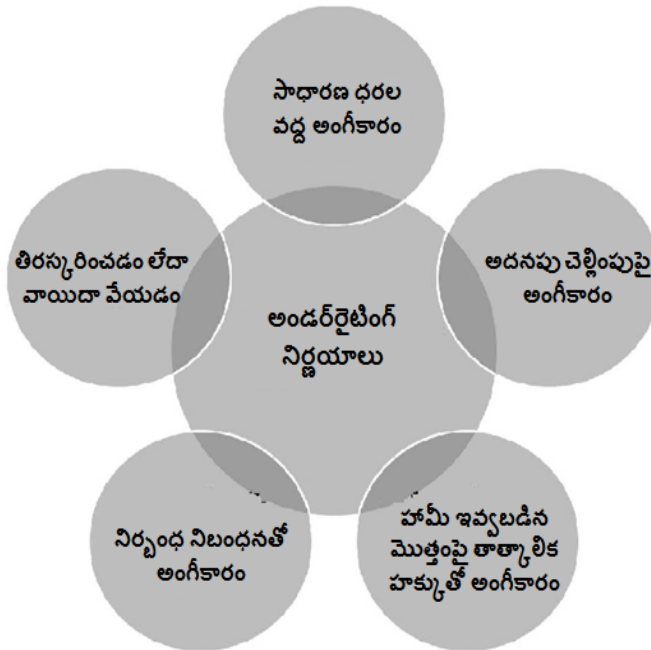 సాధారణ ధరల
వద్ద అంగీకారం
తిరస్కరించడం లేదా
వాయిదా వేయడం
అదనపు చెల్లింపుపై
అంగీకారం
అండర్‌రైటింగ్
నిర్ణయాలు
నిర్బంధ నిబంధనతో
అంగీకారం
హామీ ఇవ్వబడిన
మొత్తంపై తాత్కాలిక
హక్కుతో అంగీకారం